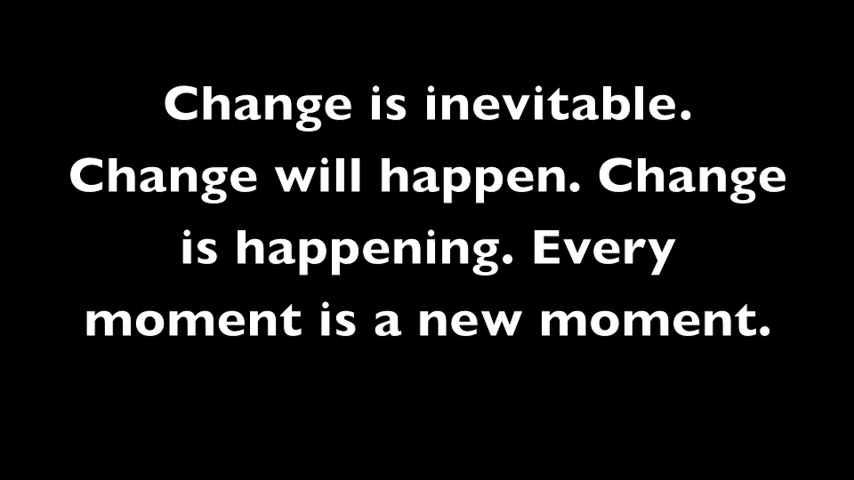 Change is inevitable.
Change will happen. Change
is happening. Every
moment is a new moment.